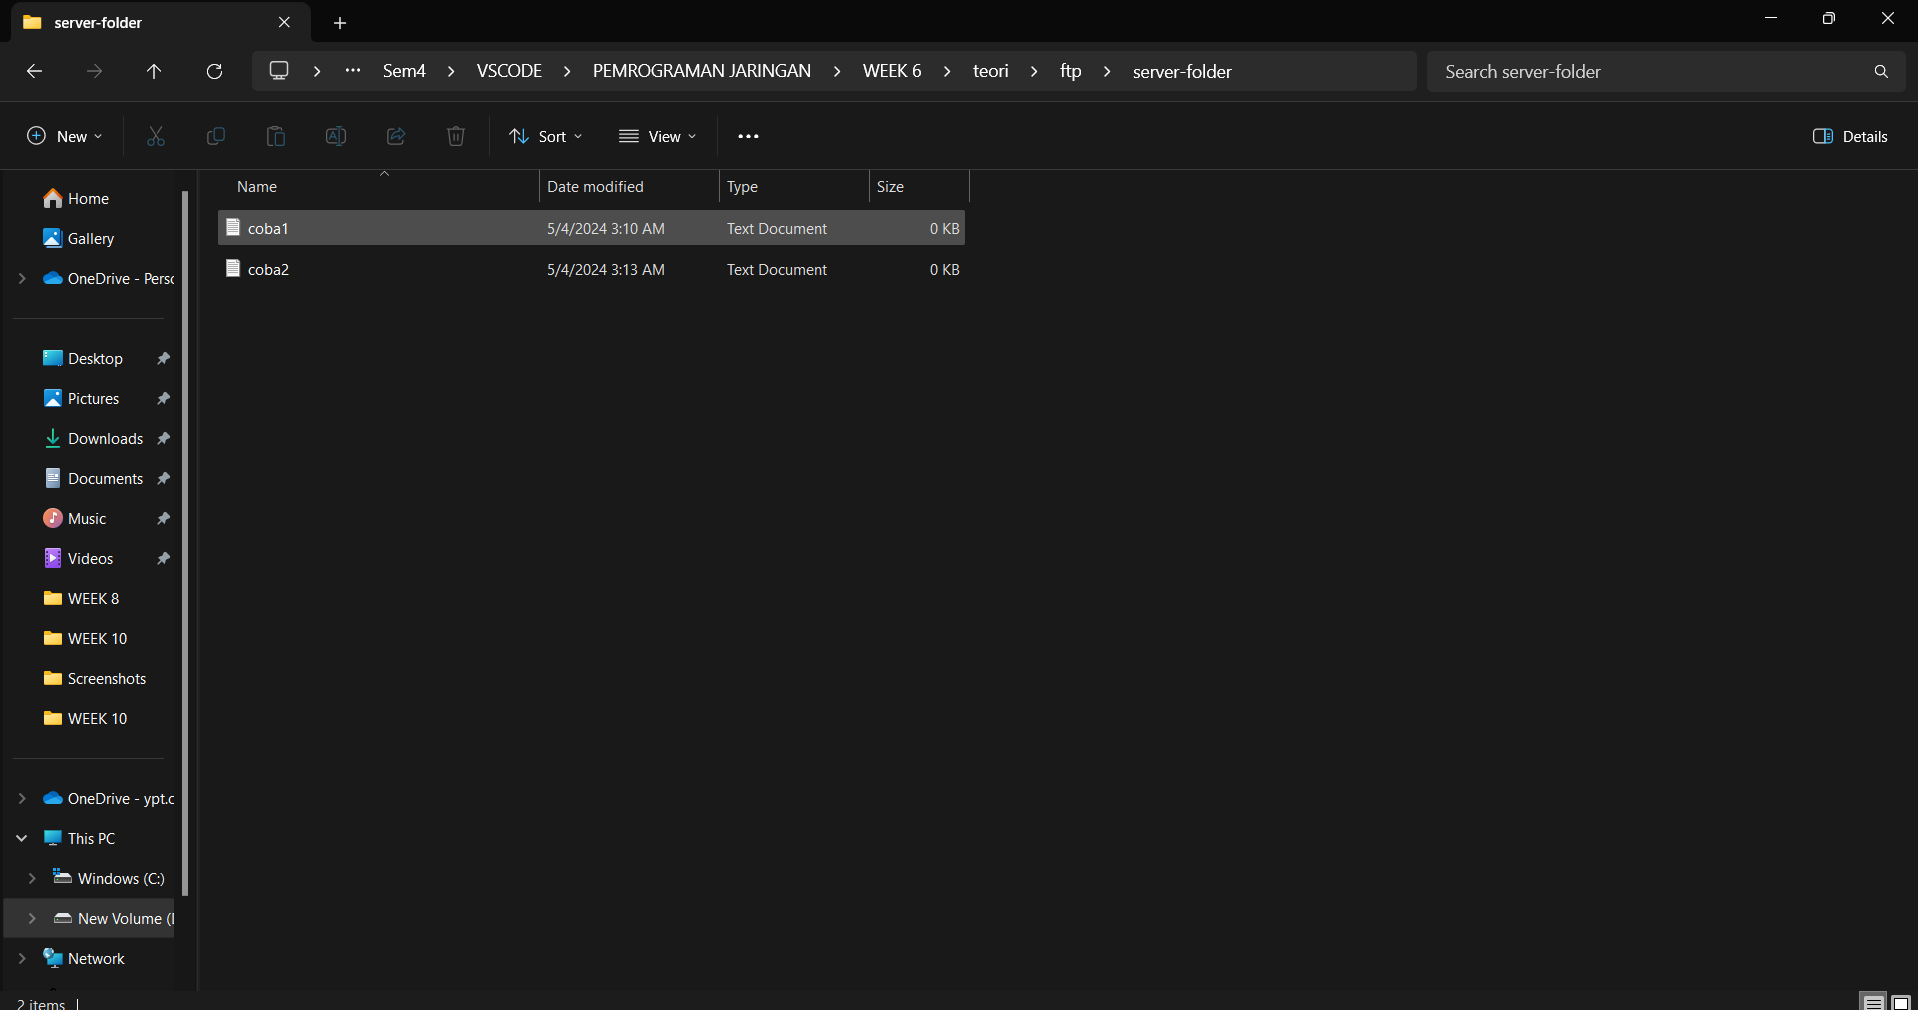 server-folder
Sem4 > VSCODE > PEMROGRAMAN JARINGAN > WEEK 6 > teori > ftp > server-folder
Search server-folder
New
Sort
View
Details
Name Date modified Type Size
coba1 5/4/2024 3:10 AM Text Document 0 KB
coba2 5/4/2024 3:13 AM Text Document 0 KB
Home
Gallery
OneDrive - Perso
Desktop
Pictures
Downloads
Documents
Music
Videos
WEEK 8
WEEK 10
Screenshots
WEEK 10
OneDrive - ypt.c
This PC
Windows (C:)
New Volume (
Network
2 items